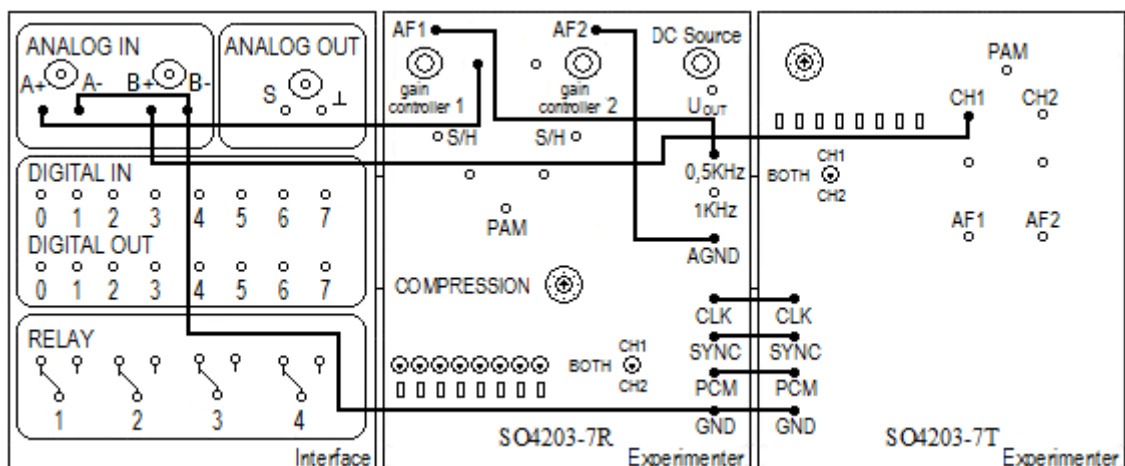 ANALOG IN
A+ A- B+ B-
ANALOG OUT
S ⊥
DIGITAL IN
0 1 2 3 4 5 6 7
DIGITAL OUT
0 1 2 3 4 5 6 7
RELAY
1 2 3 4
Interface
AF1 AF2 DC Source
gain
controller 1
gain
controller 2
UOUT
S/H S/H
0,5KHz
1KHz
PAM
AGND
COMPRESSION
CLK
SYNC
BOTH CH1
CH2
PCM
GND
SO4203-7R
Experimenter
PAM
CH1 CH2
BOTH CH1
CH2
AF1 AF2
CLK
SYNC
PCM
GND
SO4203-7T
Experimenter